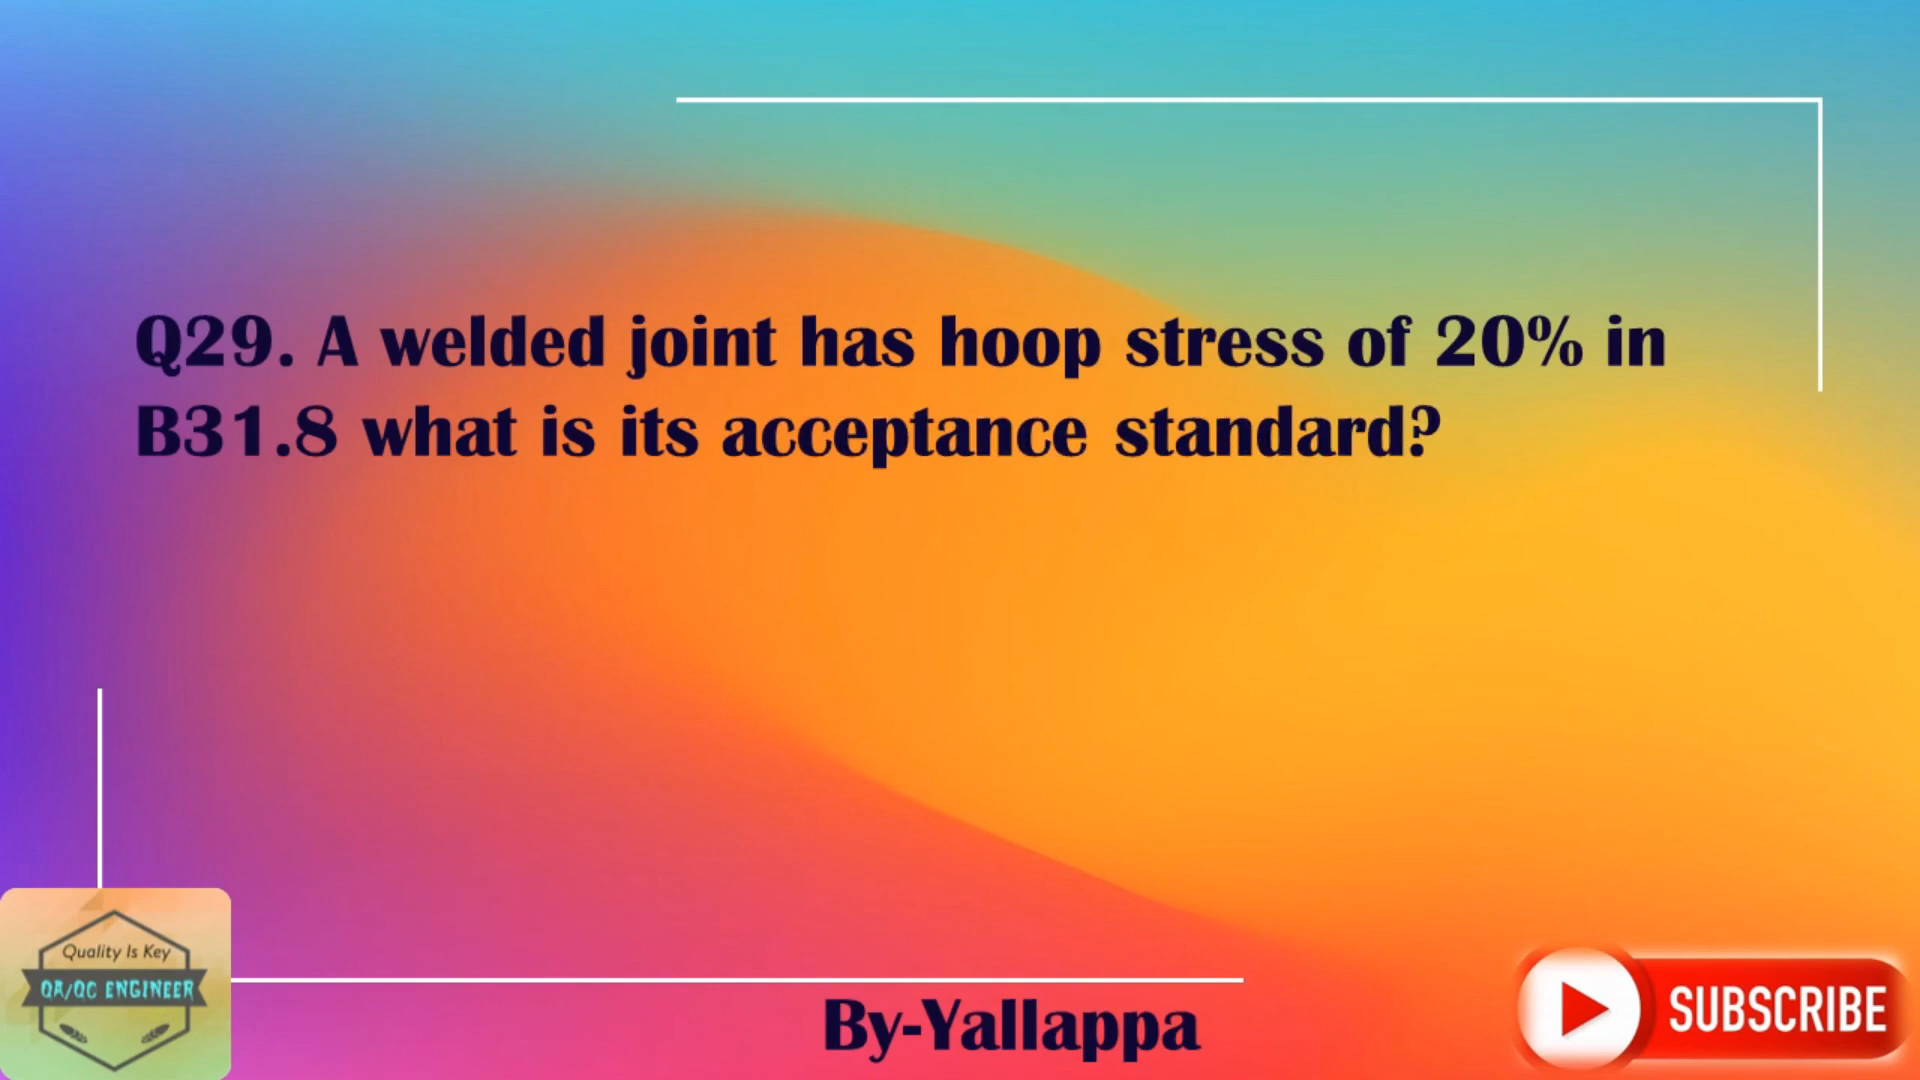 Q29. A welded joint has hoop stress of 20% in
B31.8 what is its acceptance standard?
Quality Is Key
QA/QC ENGINEER
By-Yallappa
SUBSCRIBE